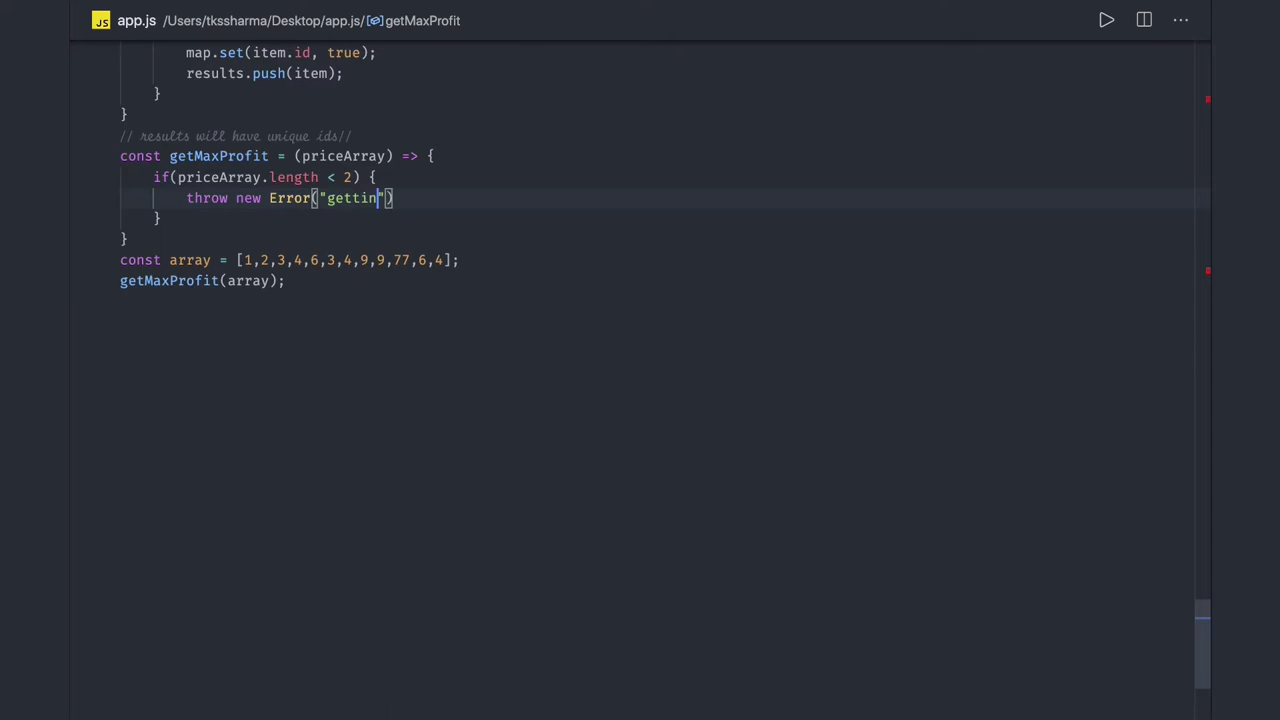 JS app.js /Users/tkssharma/Desktop/app.js/getMaxProfit
map.set(item.id, true);
results.push(item);
}
}
// results will have unique ids//
const getMaxProfit = (priceArray) => {
if(priceArray.length < 2) {
throw new Error("gettin")
}
}
const array = [1,2,3,4,6,3,4,9,9,77,6,4];
getMaxProfit(array);